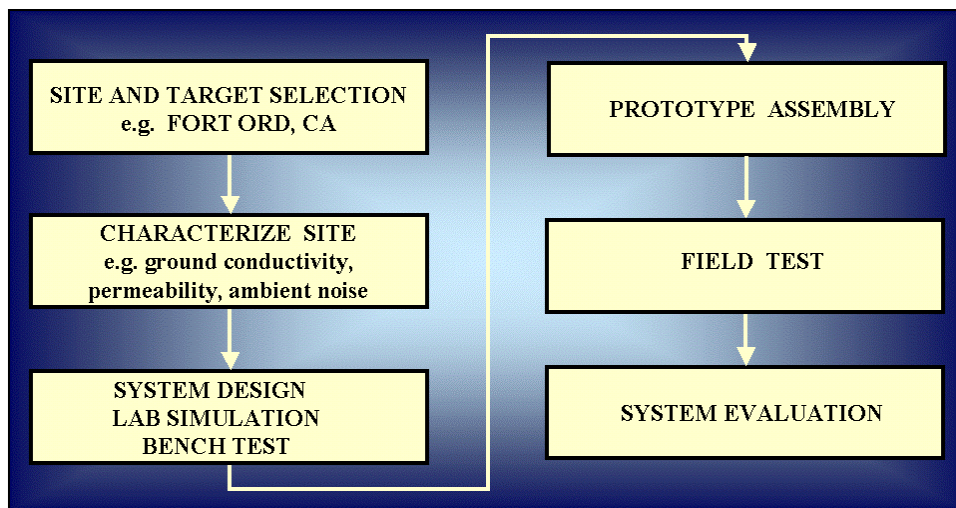 SITE AND TARGET SELECTION
e.g. FORT ORD, CA
CHARACTERIZE SITE
e.g. ground conductivity,
permeability, ambient noise
SYSTEM DESIGN
LAB SIMULATION
BENCH TEST
PROTOTYPE ASSEMBLY
FIELD TEST
SYSTEM EVALUATION